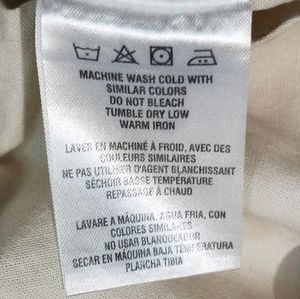 MACHINE WASH COLD WITH
SIMILAR COLORS
DO NOT BLEACH
TUMBLE DRY LOW
WARM IRON
LAVER EN MACHINE À FROID, AVEC DES
COULEURS SIMILAIRES
NE PAS UTILISER D'AGENT BLANCHISSANT
SÉCHOIR BASSE TEMPÉRATURE
REPASSAGE À CHAUD
LAVARE A MÁQUINA, AGUA FRIA, CON
COLORES SIMILARES
NO USAR BLANQUEADOR
SECAR EN MÁQUINA BAJA TEMPERATURA
PLANCHA TIBIA